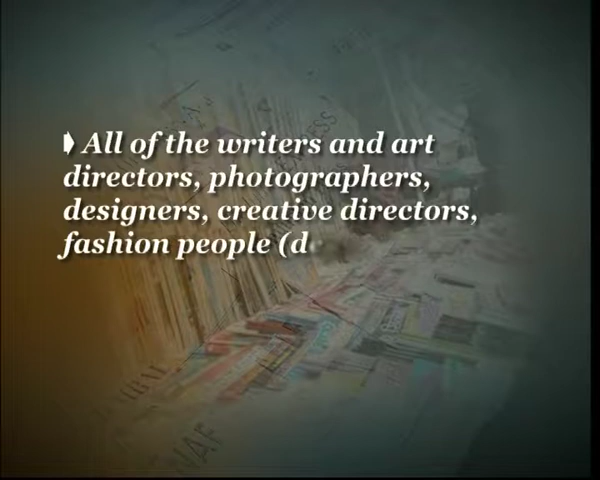 All of the writers and art
directors, photographers,
designers, creative directors,
fashion people (d